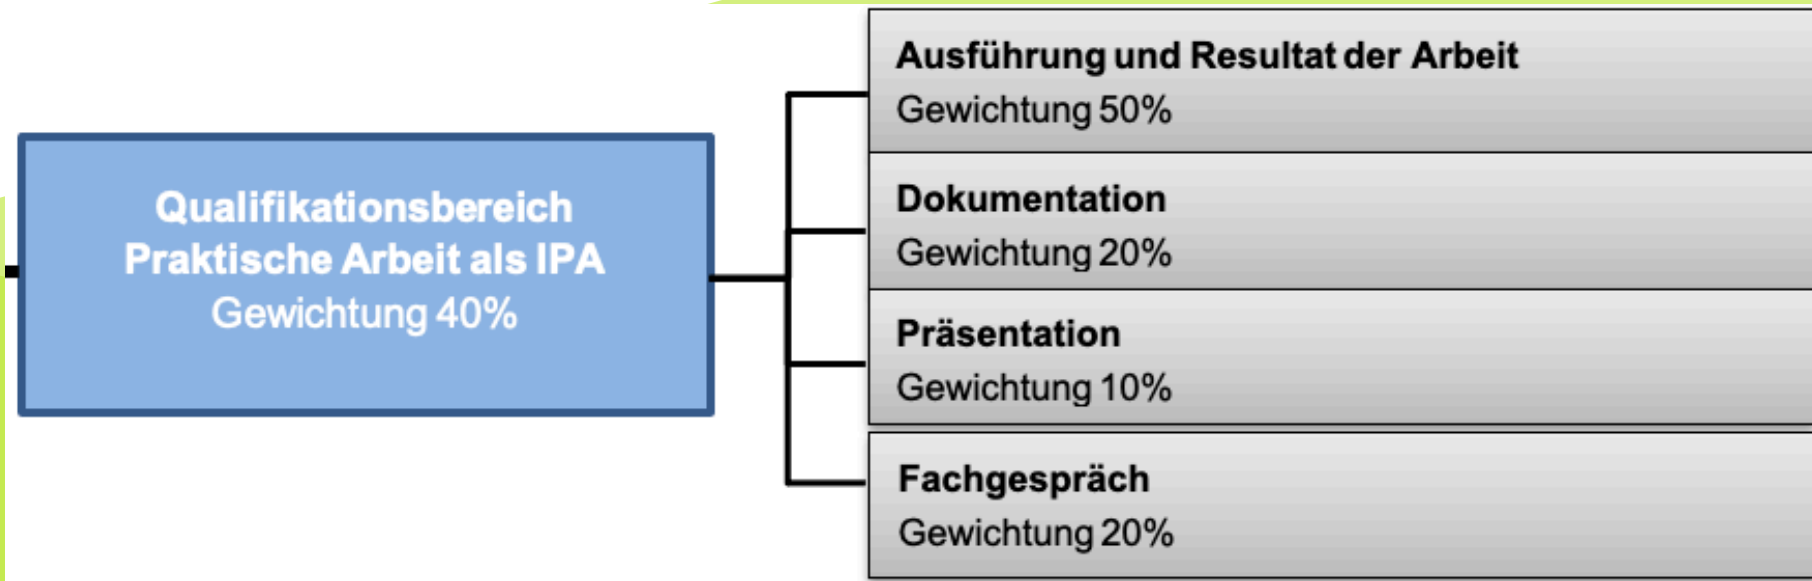 Qualifikationsbereich
Praktische Arbeit als IPA
Gewichtung 40%
Ausführung und Resultat der Arbeit
Gewichtung 50%
Dokumentation
Gewichtung 20%
Präsentation
Gewichtung 10%
Fachgespräch
Gewichtung 20%